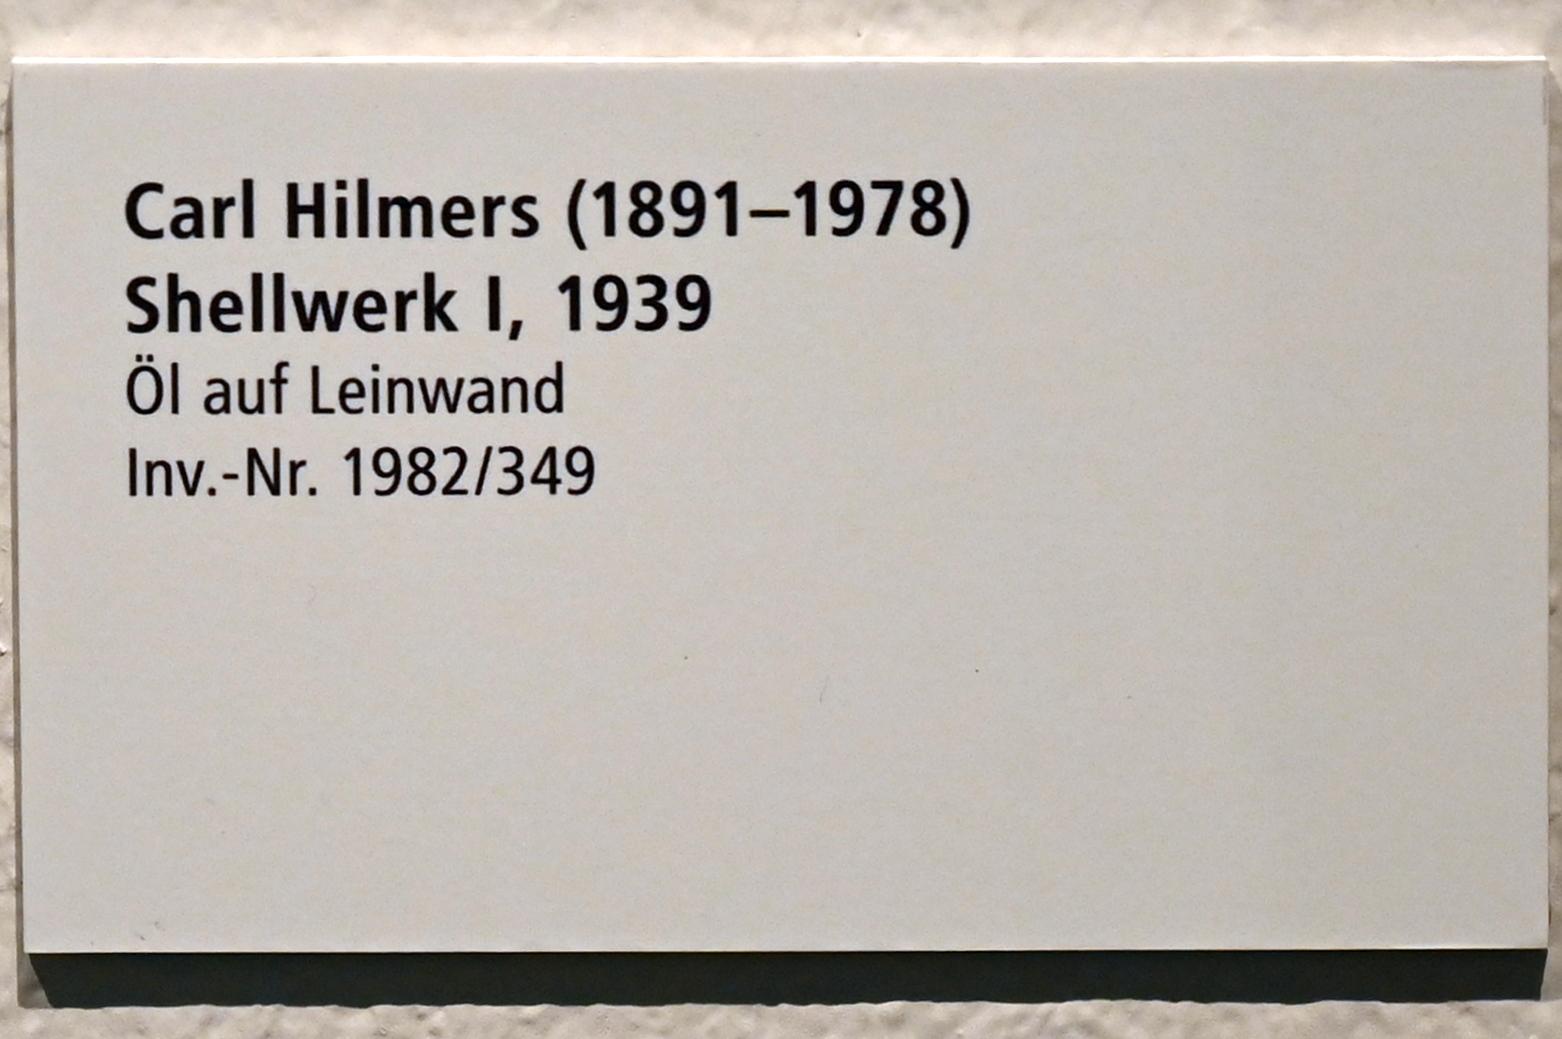 Carl Hilmers (1891–1978)
Shellwerk I, 1939
Öl auf Leinwand
Inv.-Nr. 1982/349